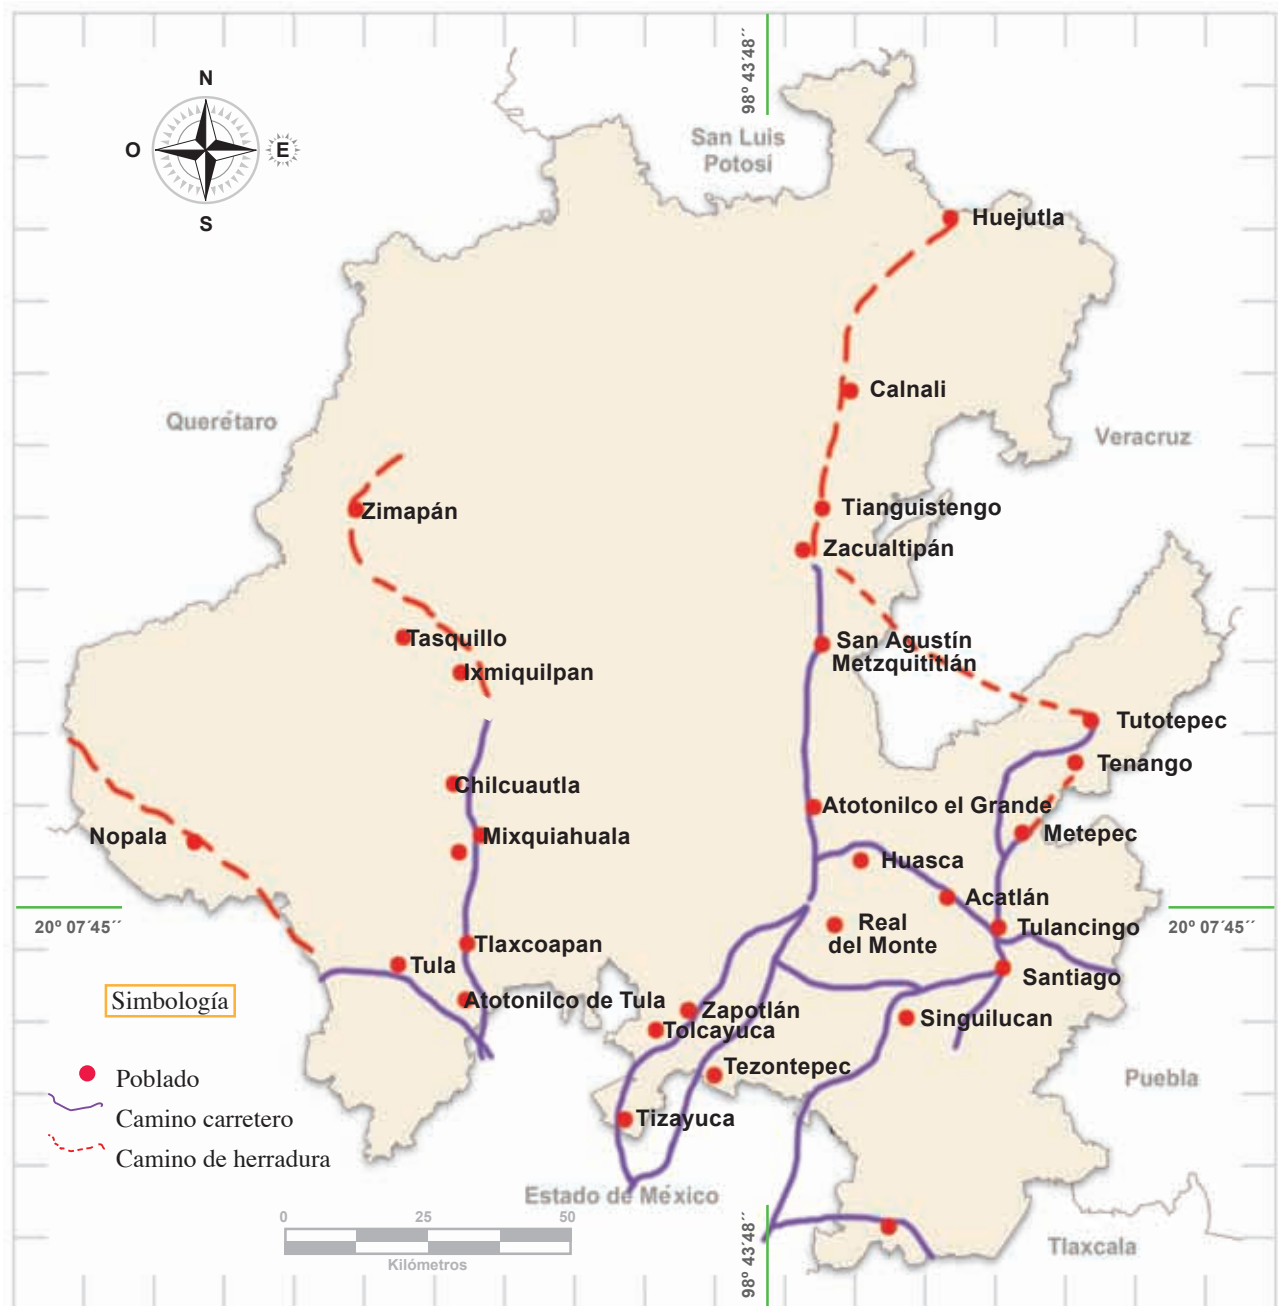 98° 43´48´´
N
O
E
S
San Luis
Potosí
Huejutla
Calnali
Querétaro
Veracruz
Zimapán
Tianguistengo
Zacualtipán
Tasquillo
San Agustín
Metzquititlán
Ixmiquilpan
Tutotepec
Tenango
Chilcuautla
Atotonilco el Grande
Nopala
Mixquiahuala
Metepec
Huasca
Acatlán
20° 07´45´´
Real
del Monte
Tulancingo
20° 07´45´´
Tlaxcoapan
Tula
Santiago
Simbología
Atotonilco de Tula
Zapotlán
Singuilucan
Tolcayuca
Tezontepec
Poblado
Puebla
Camino carretero
Tizayuca
Camino de herradura
Estado de México
0 25 50
Kilómetros
98° 43´48´´
Tlaxcala